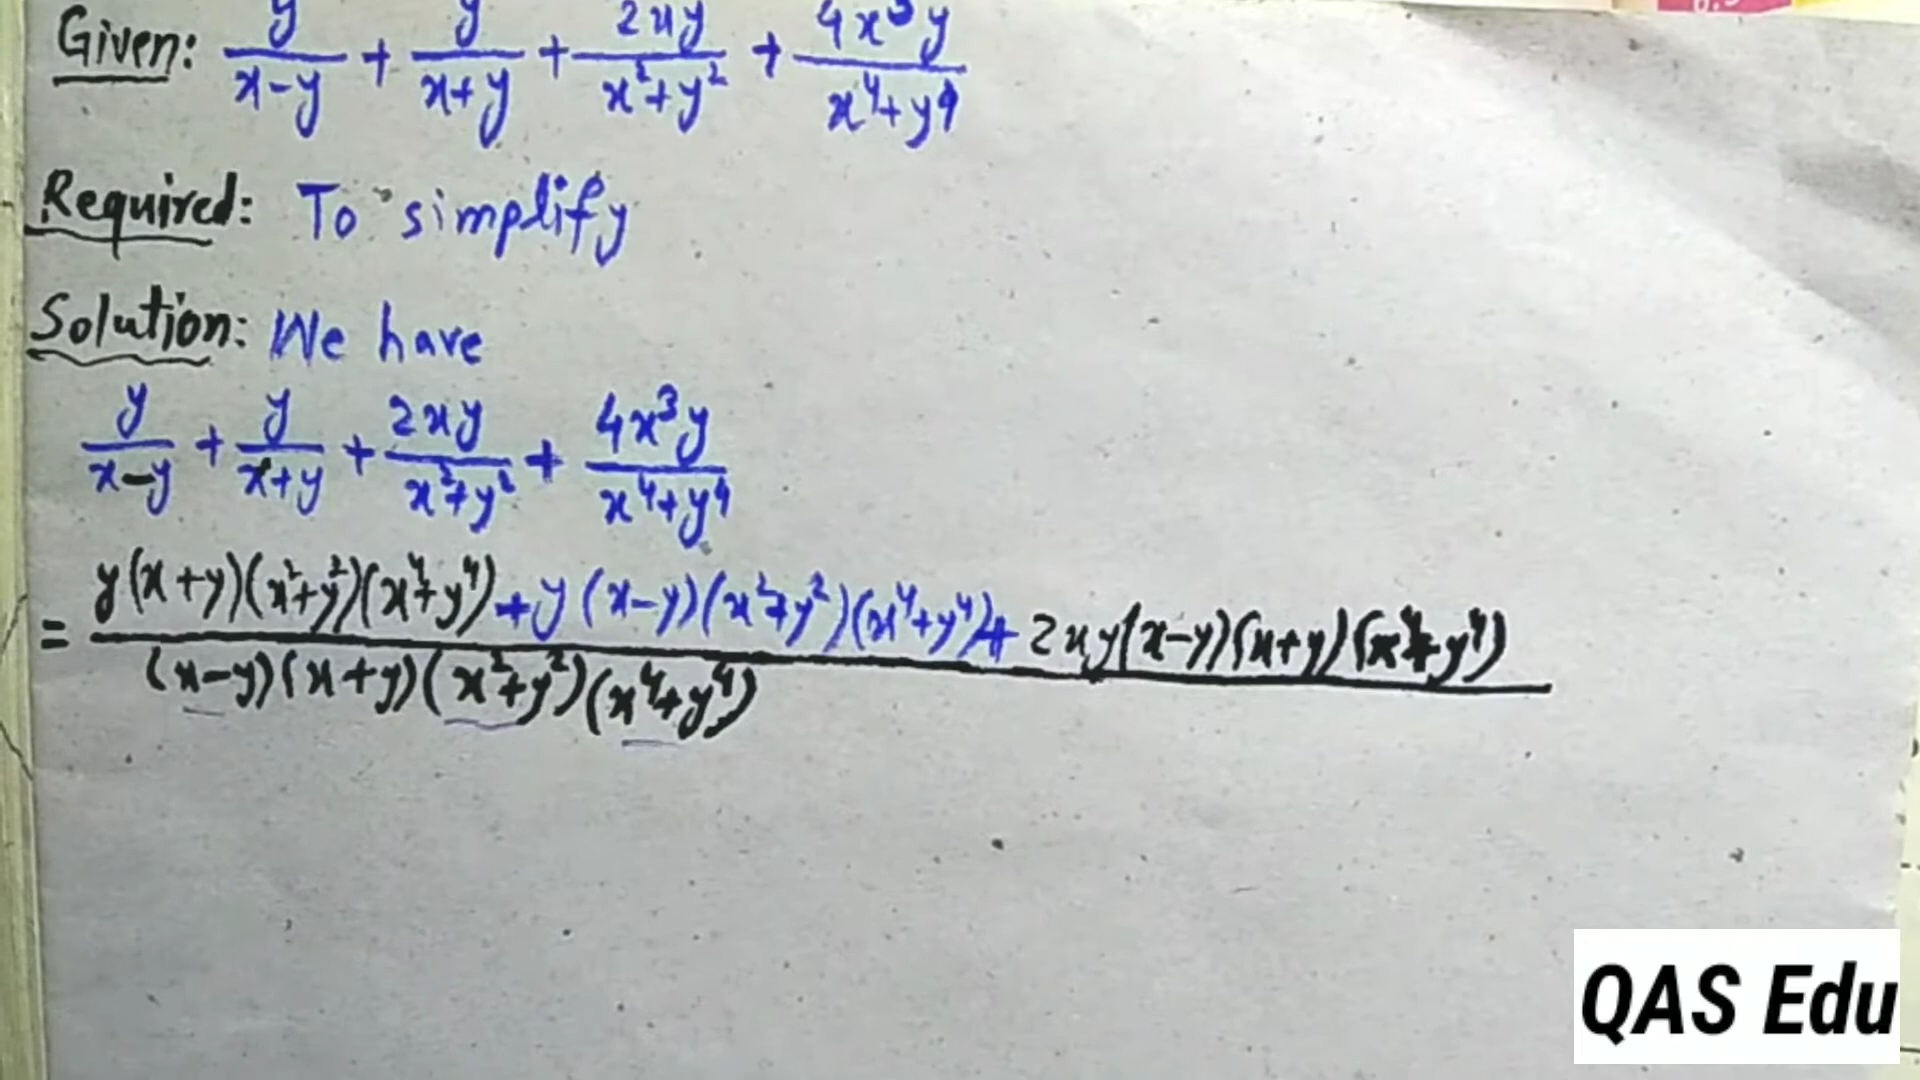 Given: y/(x-y) + y/(x+y) + 2xy/(x²+y²) + 4x³y/(x⁴+y⁴)
Required: To simplify
Solution: We have
y/(x-y) + y/(x+y) + 2xy/(x²+y²) + 4x³y/(x⁴+y⁴)
= y(x+y)(x²+y²)(x⁴+y⁴)+y(x-y)(x²+y²)(x⁴+y⁴)+2xy(x-y)(x+y)(x⁴+y⁴)
(x-y)(x+y)(x²+y²)(x⁴+y⁴)
QAS Edu